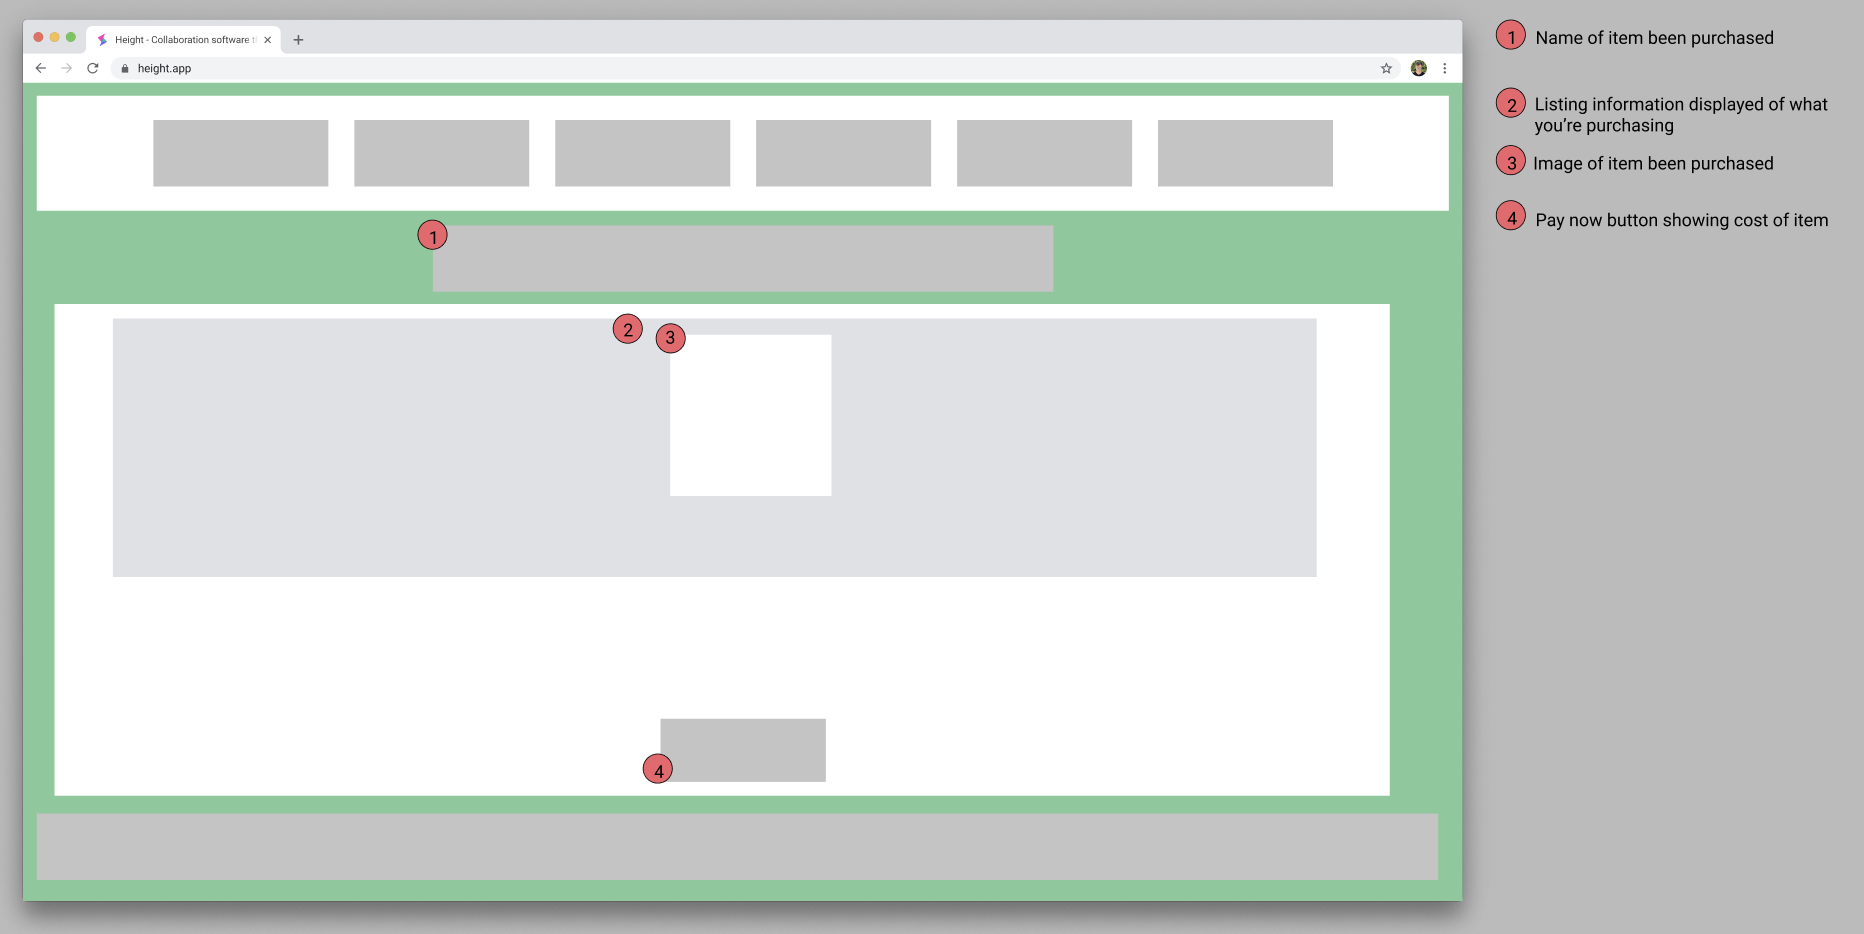 Height - Collaboration software t
height.app
1 Name of item been purchased
2 Listing information displayed of what
you're purchasing
3 Image of item been purchased
4 Pay now button showing cost of item
1
2
3
4